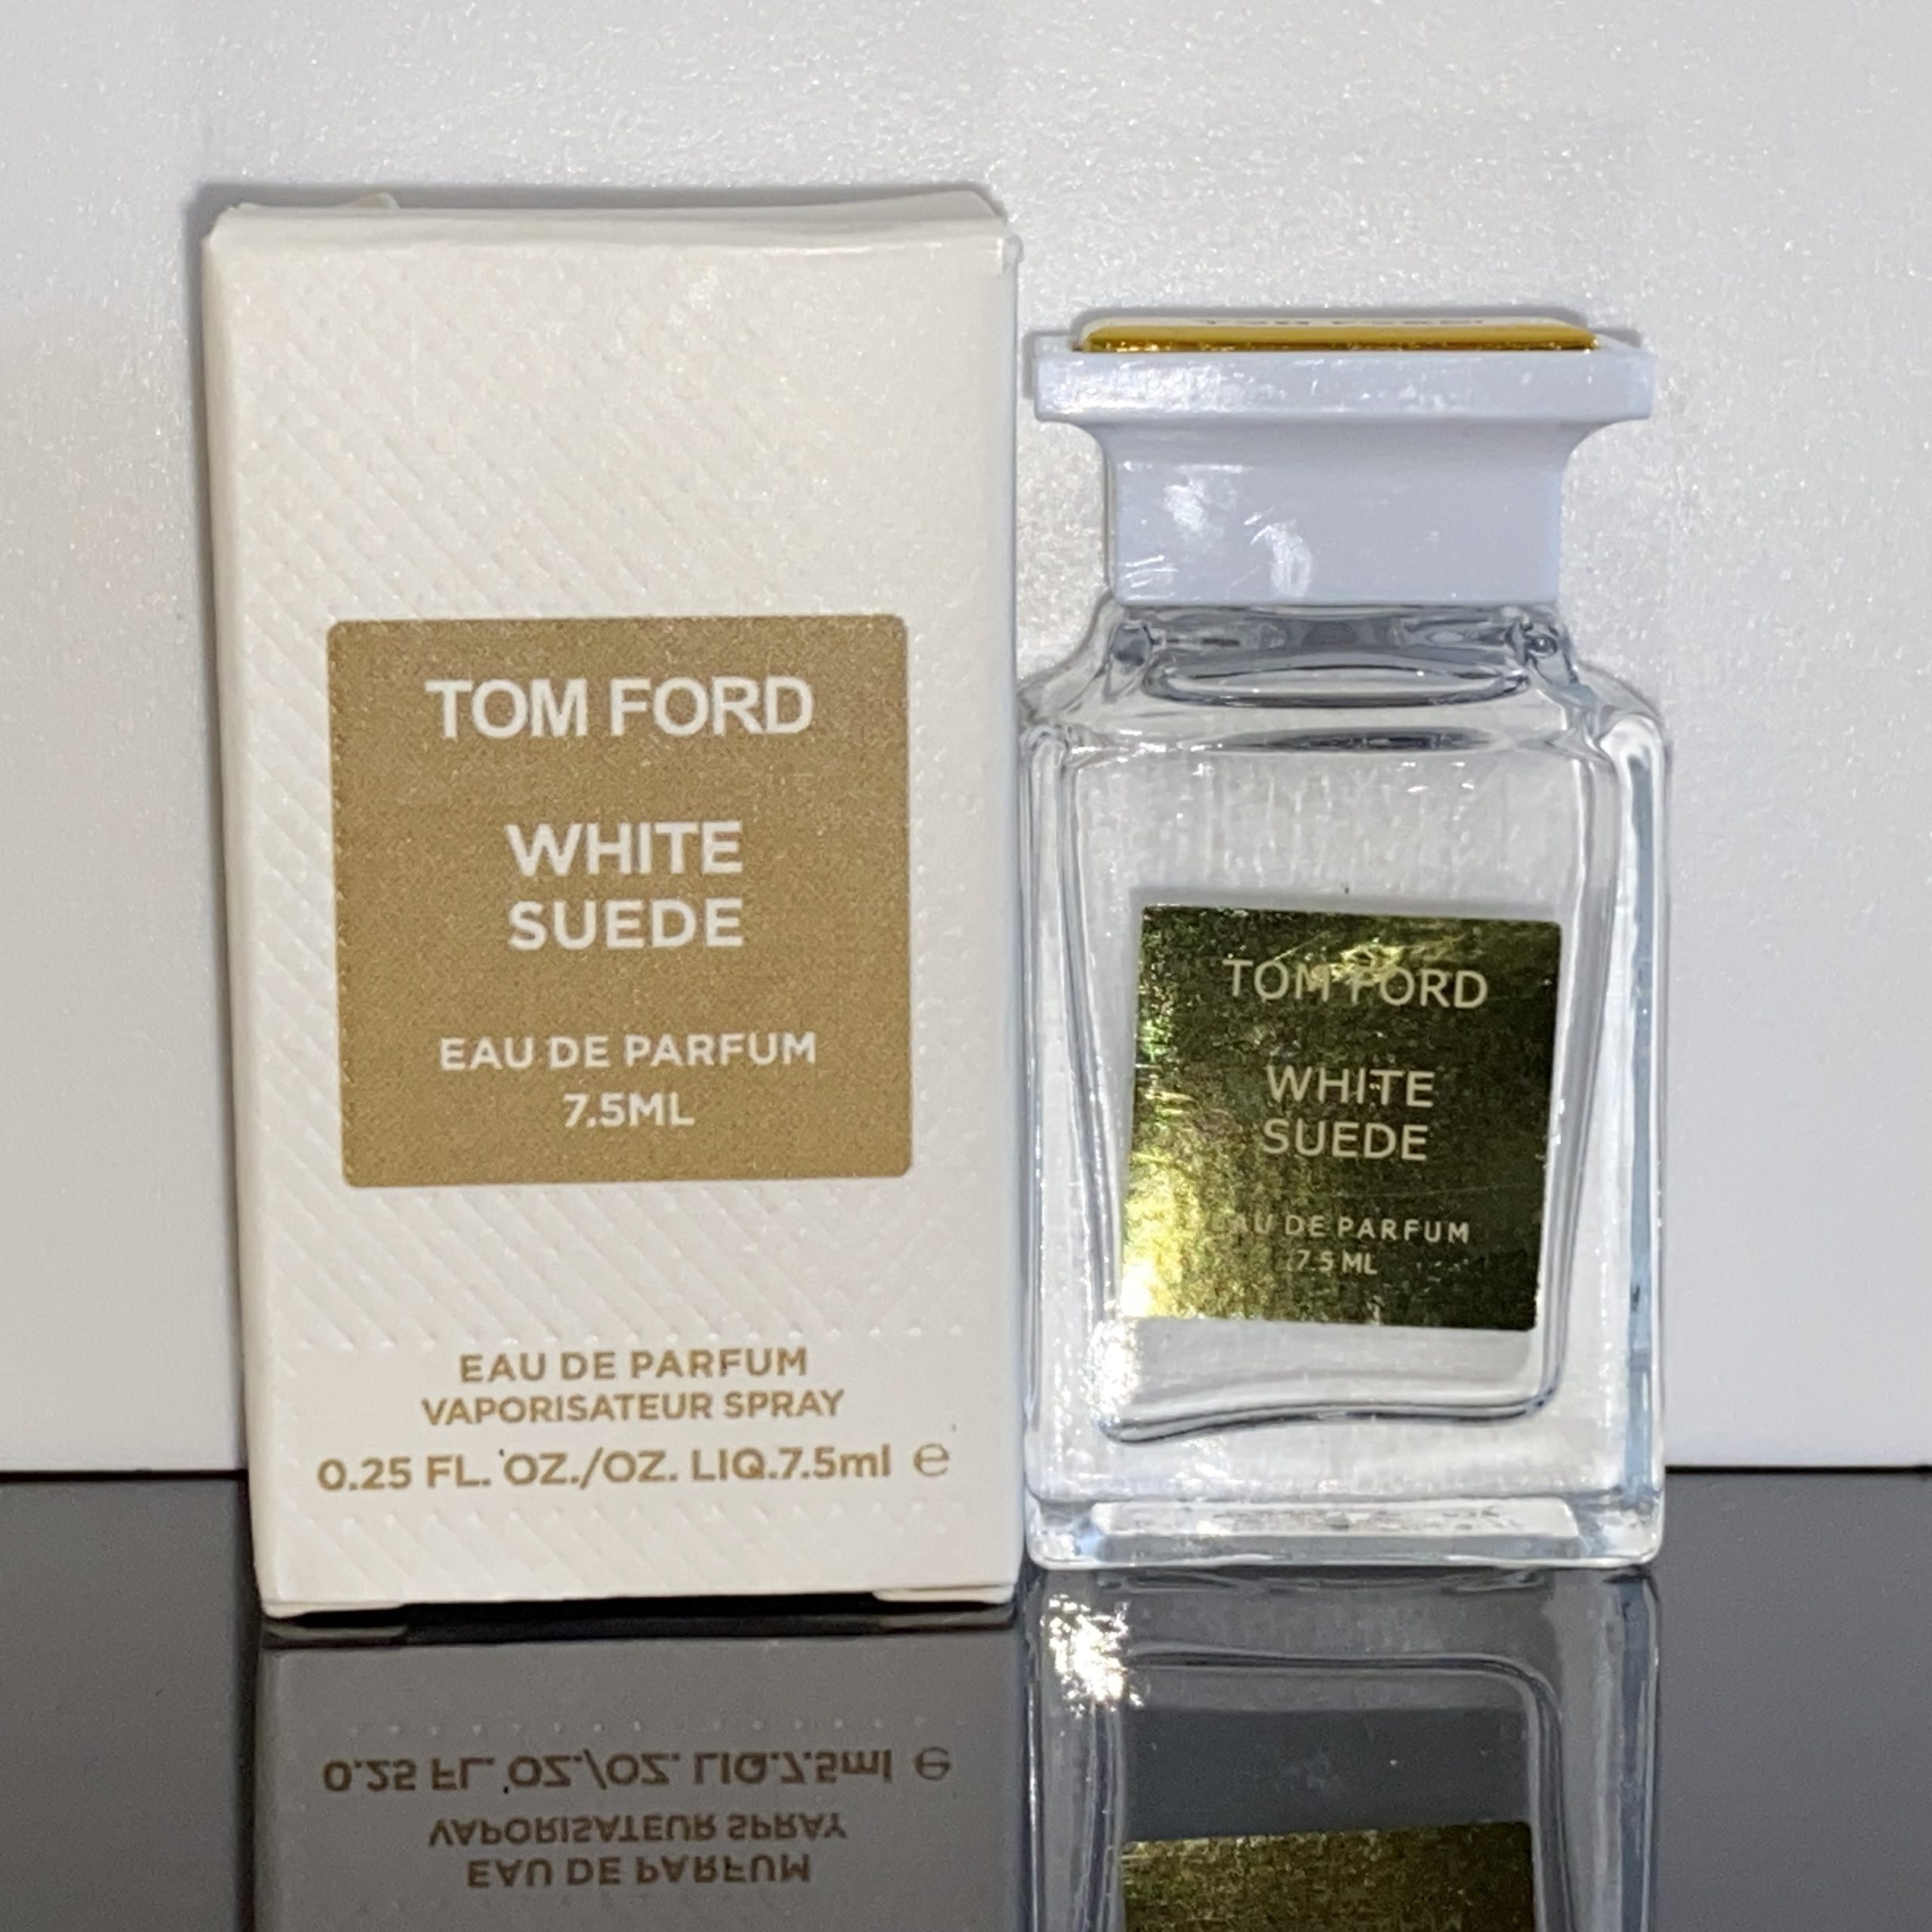 TOM FORD
WHITE
SUEDE
EAU DE PARFUM
7.5ML
EAU DE PARFUM
VAPORISATEUR SPRAY
0.25 FL. OZ./OZ. LIQ.7.5ml ℮
TOM FORD
WHITE
SUEDE
EAU DE PARFUM
7.5 ML